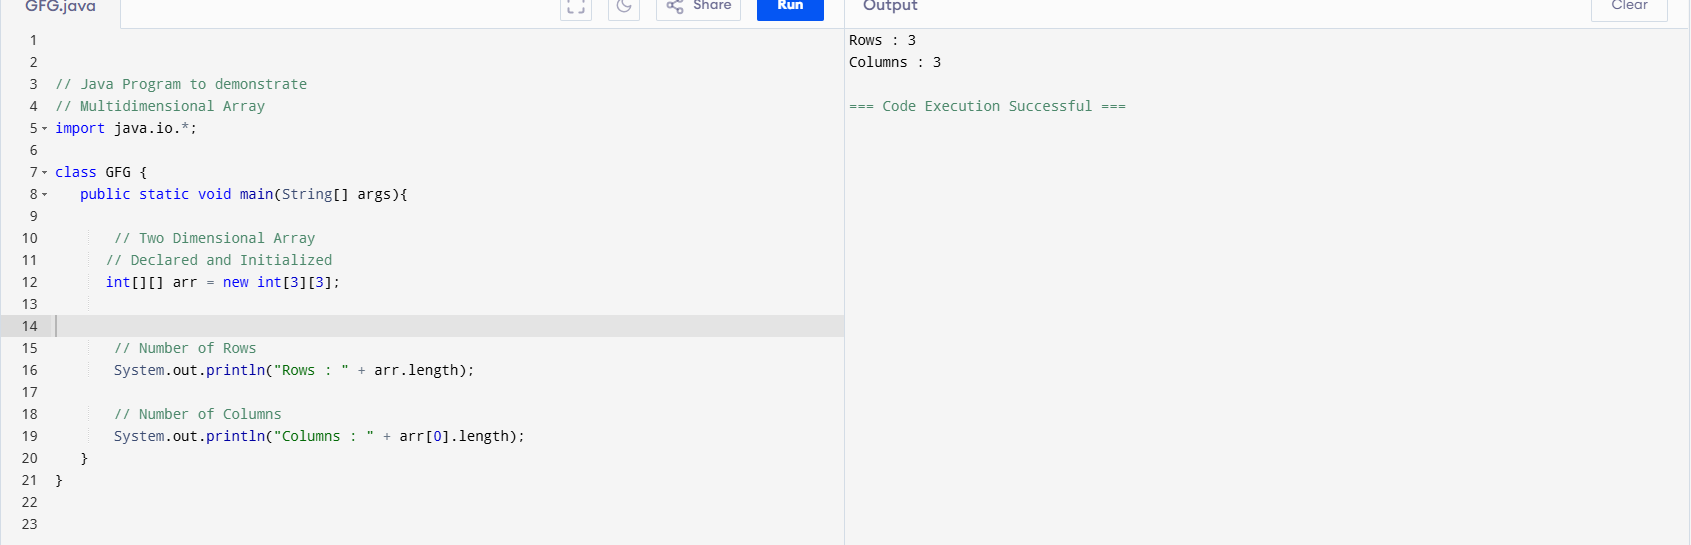 GFG.java
Share
Run
Output
Clear
1
2
3 // Java Program to demonstrate
4 // Multidimensional Array
5 import java.io.*;
6
7 class GFG {
8 public static void main(String[] args){
9
10 // Two Dimensional Array
11 // Declared and Initialized
12 int[][] arr = new int[3][3];
13
14
15 // Number of Rows
16 System.out.println("Rows : " + arr.length);
17
18 // Number of Columns
19 System.out.println("Columns : " + arr[0].length);
20 }
21 }
22
23
Rows : 3
Columns : 3
=== Code Execution Successful ===